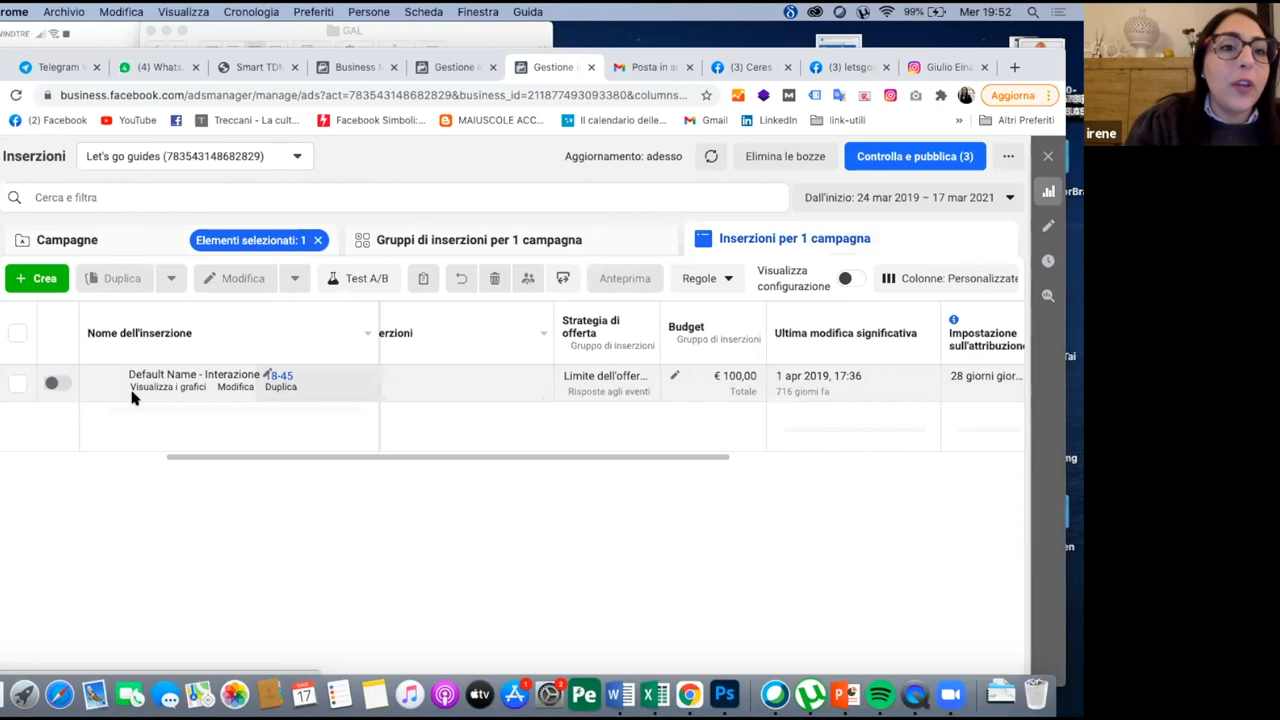 rome Archivio Modifica Visualizza Cronologia Preferiti Persone Scheda Finestra Guida 99% Mer 19:52
WINDTRE GAL
Telegram (4) Whats Smart TDM Business Gestione Gestione Posta in a (3) Ceres (3) letsgo Giulio Eina
business.facebook.com/adsmanager/manage/ads?act=783543148682829&business_id=211877493093380&columns... Aggiorna
(2) Facebook YouTube Treccani - La cult... Facebook:Simboli:... MAIUSCOLE ACC... Il calendario delle... Gmail LinkedIn link-utili » Altri Preferiti
irene
Inserzioni Let's go guides (783543148682829) Aggiornamento: adesso Elimina le bozze Controlla e pubblica (3)
Cerca e filtra Dall'inizio: 24 mar 2019 – 17 mar 2021
Campagne Elementi selezionati: 1 Gruppi di inserzioni per 1 campagna Inserzioni per 1 campagna
+ Crea Duplica Modifica Test A/B Anteprima Regole Visualizza configurazione Colonne: Personalizzate
Nome dell'inserzione erzioni Strategia di offerta Gruppo di inserzioni Budget Gruppo di inserzioni Ultima modifica significativa Impostazione sull'attribuzione
Default Name - Interazione 18-45 Limite dell'offer... € 100,00 1 apr 2019, 17:36 28 giorni gior...
Visualizza i grafici Modifica Duplica Risposte agli eventi Totale 716 giorni fa